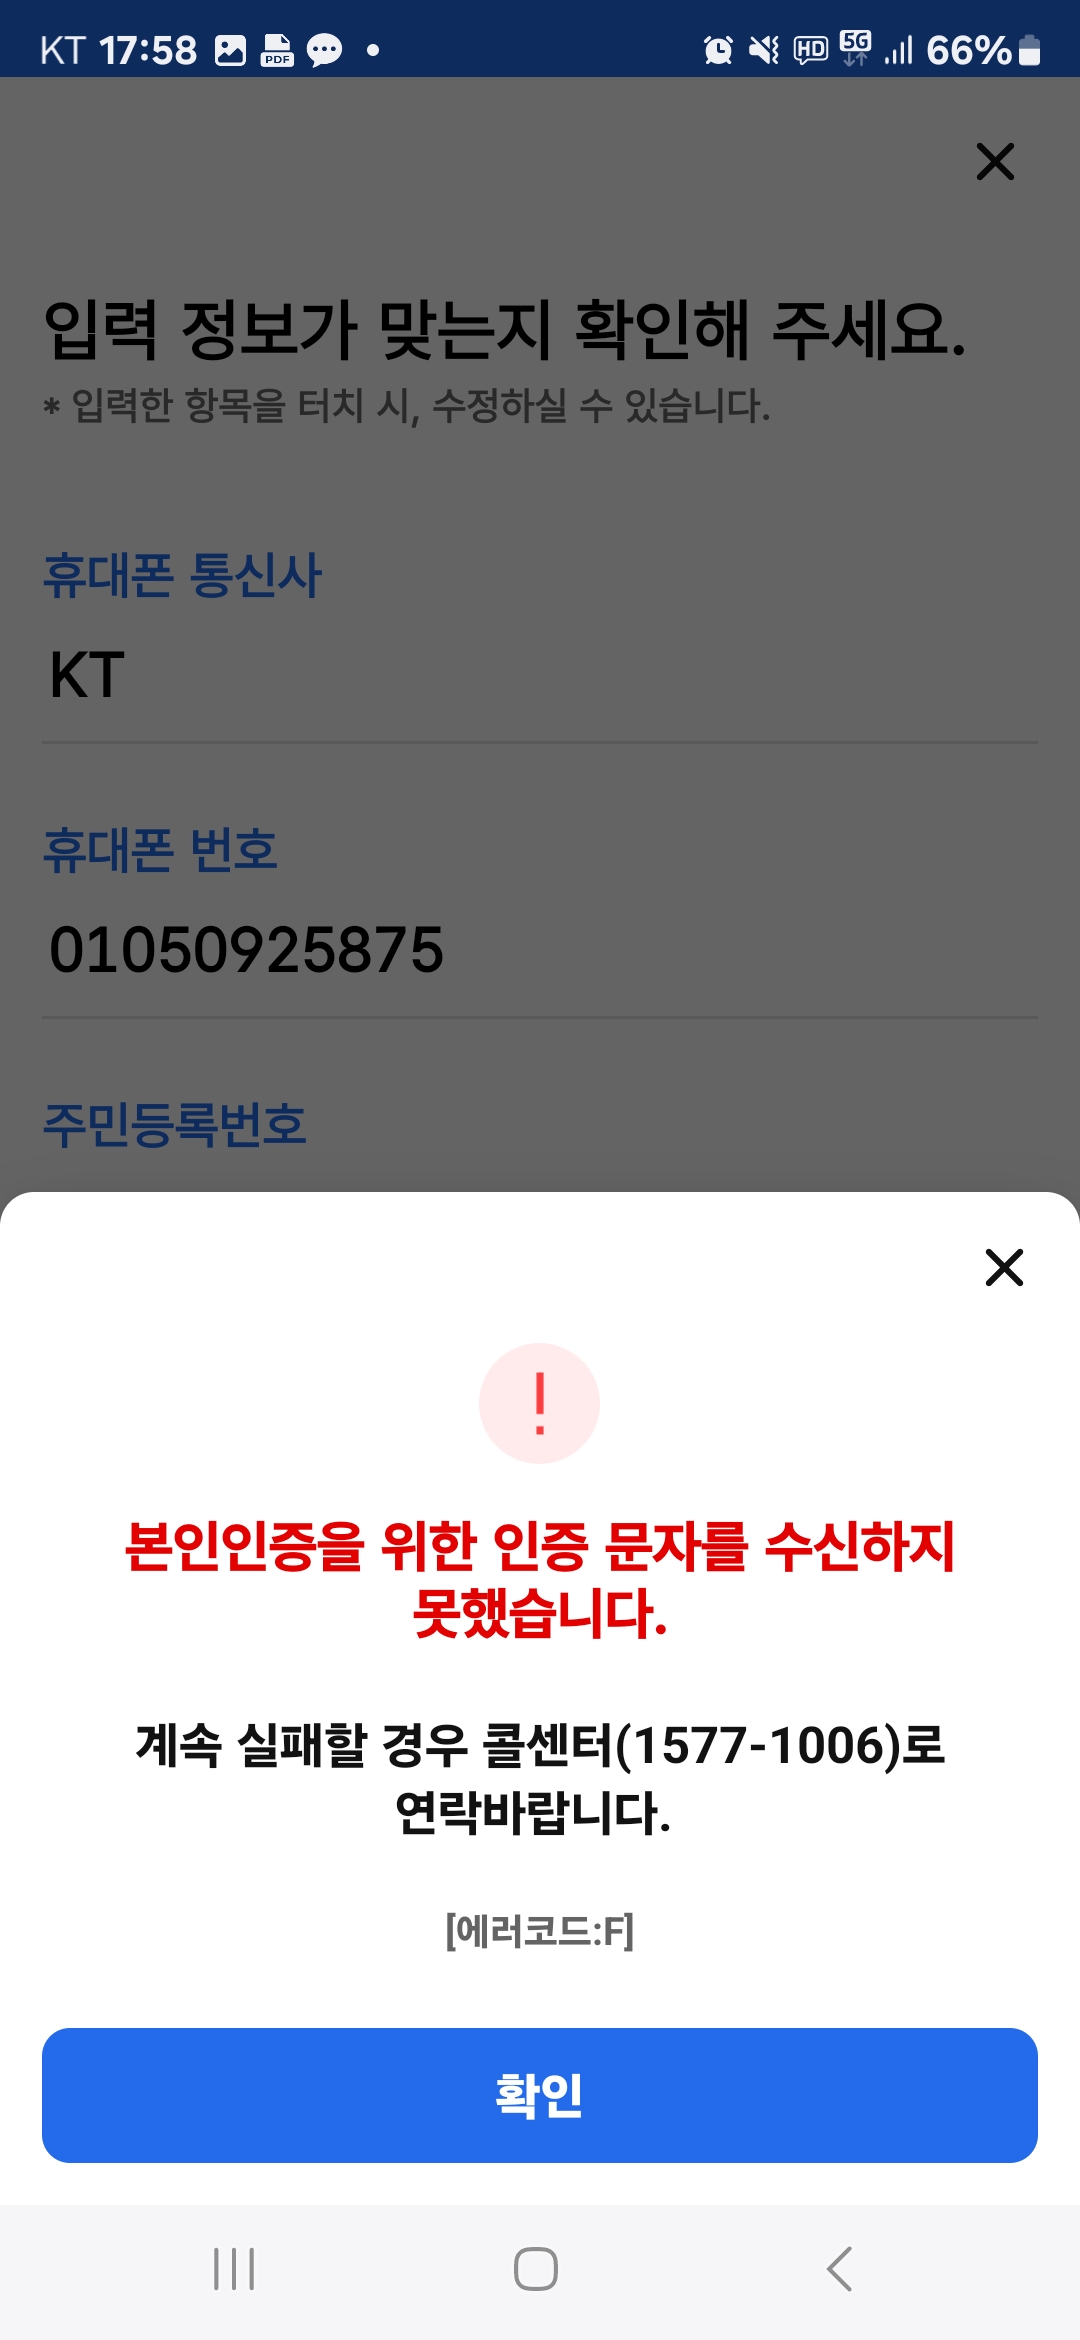 KT 17:58 PDF HD 5G 66%
입력 정보가 맞는지 확인해 주세요.
* 입력한 항목을 터치 시, 수정하실 수 있습니다.
휴대폰 통신사
KT
휴대폰 번호
01050925875
주민등록번호
본인인증을 위한 인증 문자를 수신하지
못했습니다.
계속 실패할 경우 콜센터(1577-1006)로
연락바랍니다.
[에러코드:F]
확인